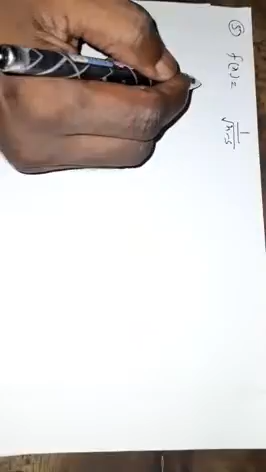 ⑤ f(x) = 1/√(x-5)